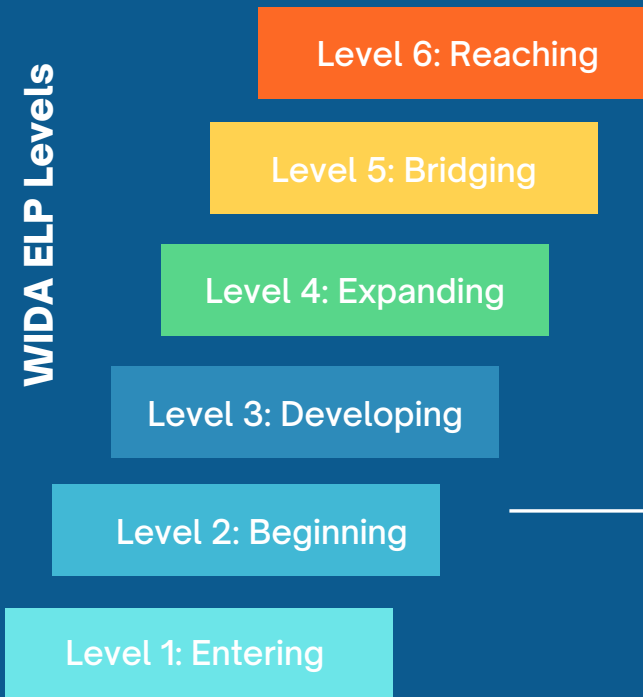 WIDA ELP Levels
Level 6: Reaching
Level 5: Bridging
Level 4: Expanding
Level 3: Developing
Level 2: Beginning
Level 1: Entering